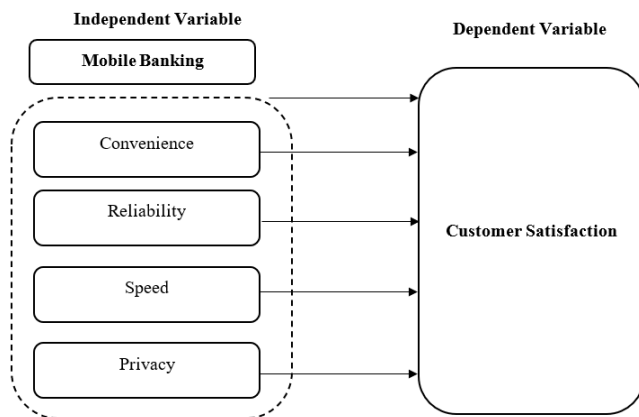 Independent Variable
Mobile Banking
Convenience
Reliability
Speed
Privacy
Dependent Variable
Customer Satisfaction